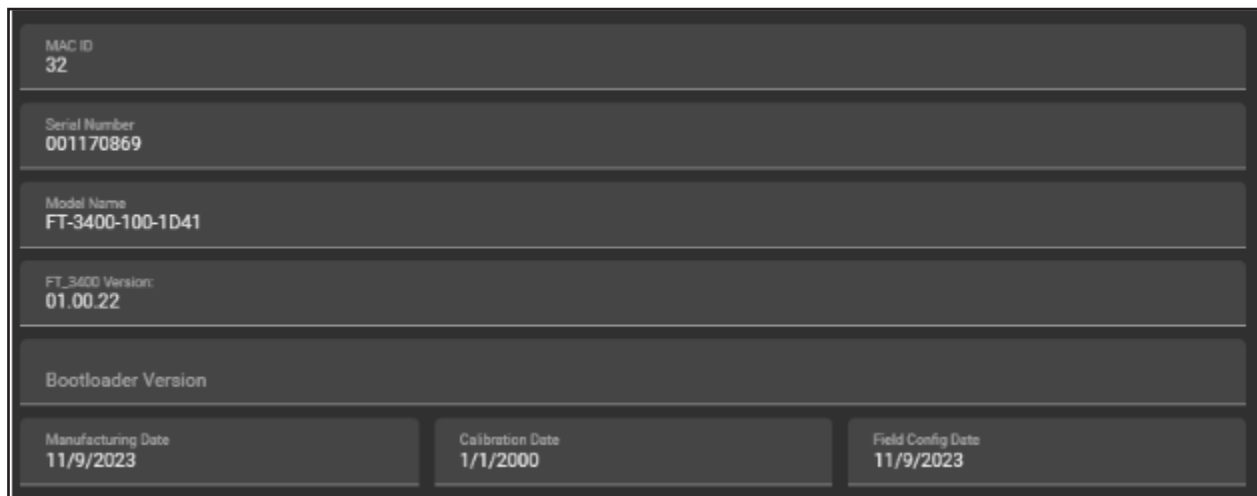 MAC ID
32
Serial Number
001170869
Model Name
FT-3400-100-1D41
FT_3400 Version:
01.00.22
Bootloader Version
Manufacturing Date
11/9/2023
Calibration Date
1/1/2000
Field Config Date
11/9/2023